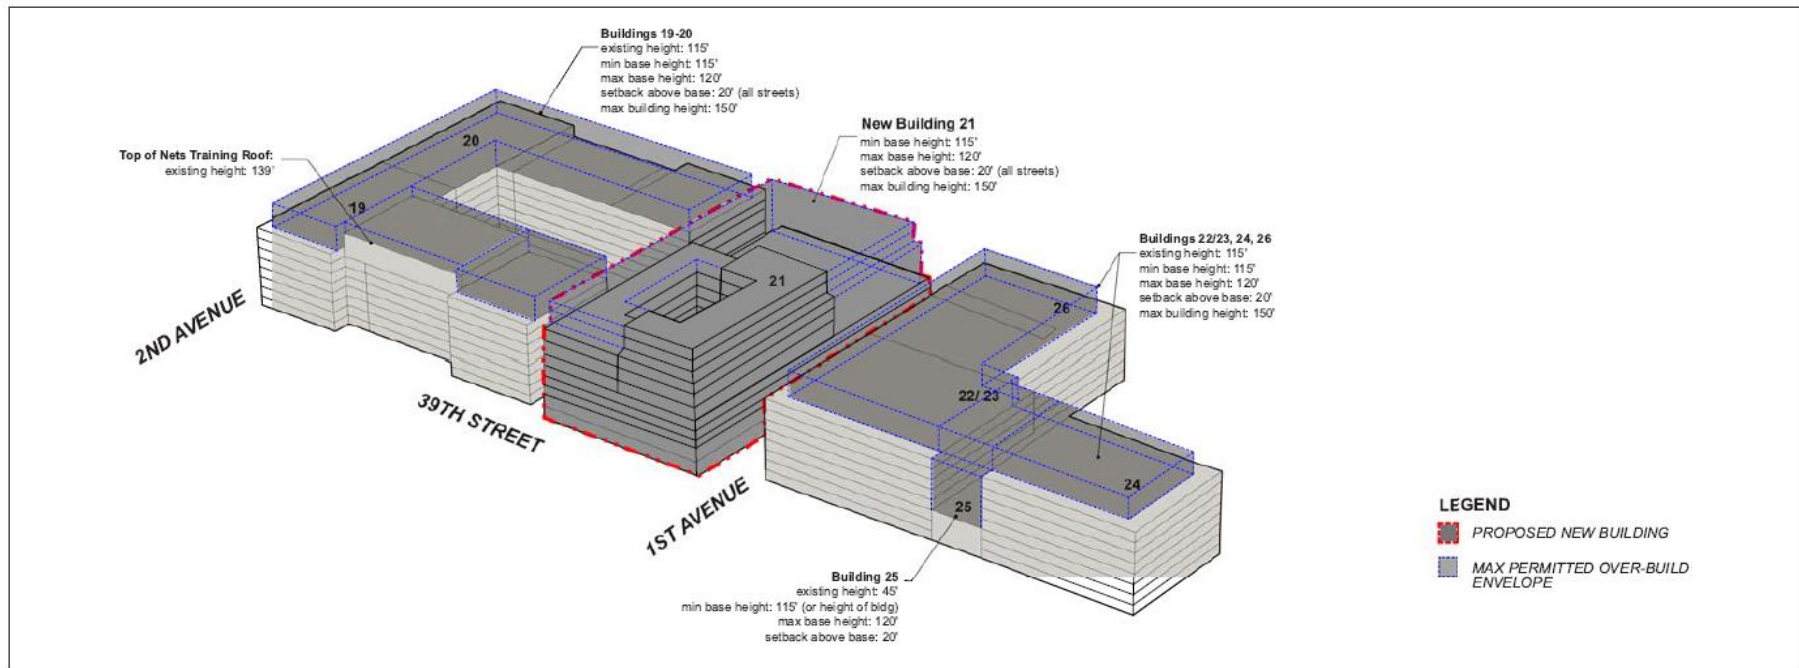 Buildings 19-20
existing height: 115'
min base height: 115'
max base height: 120'
setback above base: 20' (all streets)
max building height: 150'
New Building 21
min base height: 115'
max base height: 120'
setback above base: 20' (all streets)
max building height: 150'
Top of Nets Training Roof:
existing height: 139'
Buildings 22/23, 24, 26
existing height: 115'
min base height: 115'
max base height: 120'
setback above base: 20'
max building height: 150'
20
19
21
26
22/ 23
24
25
2ND AVENUE
39TH STREET
1ST AVENUE
Building 25
existing height: 45'
min base height: 115' (or height of bldg)
max base height: 120'
setback above base: 20'
LEGEND
PROPOSED NEW BUILDING
MAX PERMITTED OVER-BUILD
ENVELOPE